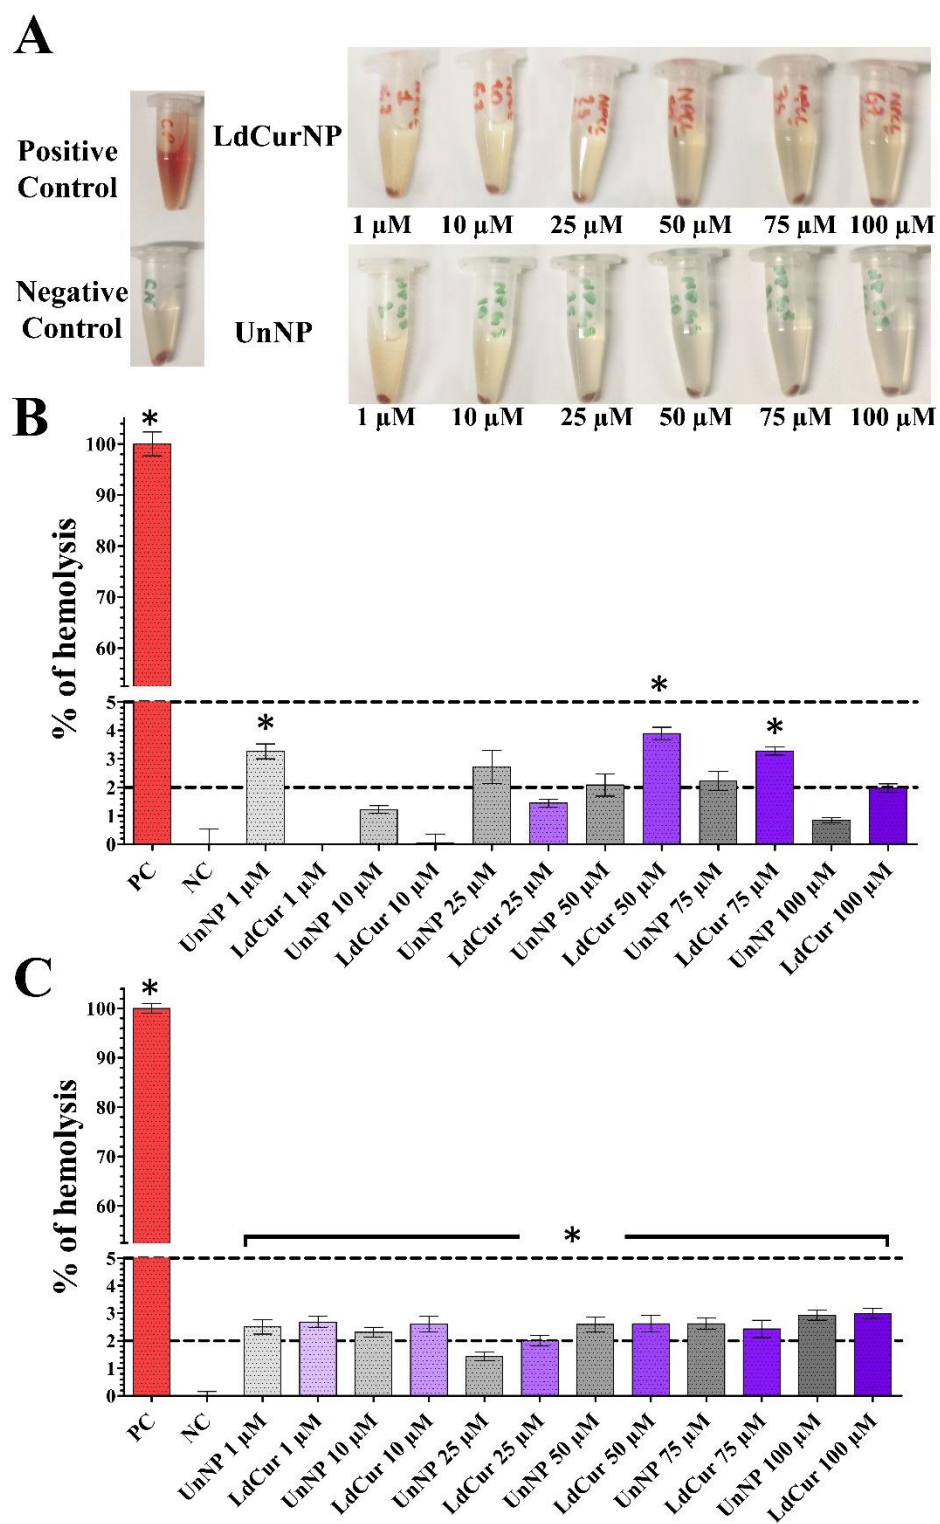 A
Positive
Control
LdCurNP
1 µM 10 µM 25 µM 50 µM 75 µM 100 µM
Negative
Control
UnNP
1 µM 10 µM 25 µM 50 µM 75 µM 100 µM
B
% of hemolysis
*
100
90
80
70
60
5
4
3
2
1
0
* * *
PC NC UnNP 1 µM LdCur 1 µM UnNP 10 µM LdCur 10 µM UnNP 25 µM LdCur 25 µM UnNP 50 µM LdCur 50 µM UnNP 75 µM LdCur 75 µM UnNP 100 µM LdCur 100 µM
C
% of hemolysis
*
100
90
80
70
60
*
5
4
3
2
1
0
PC NC UnNP 1 µM LdCur 1 µM UnNP 10 µM LdCur 10 µM UnNP 25 µM LdCur 25 µM UnNP 50 µM LdCur 50 µM UnNP 75 µM LdCur 75 µM UnNP 100 µM LdCur 100 µM